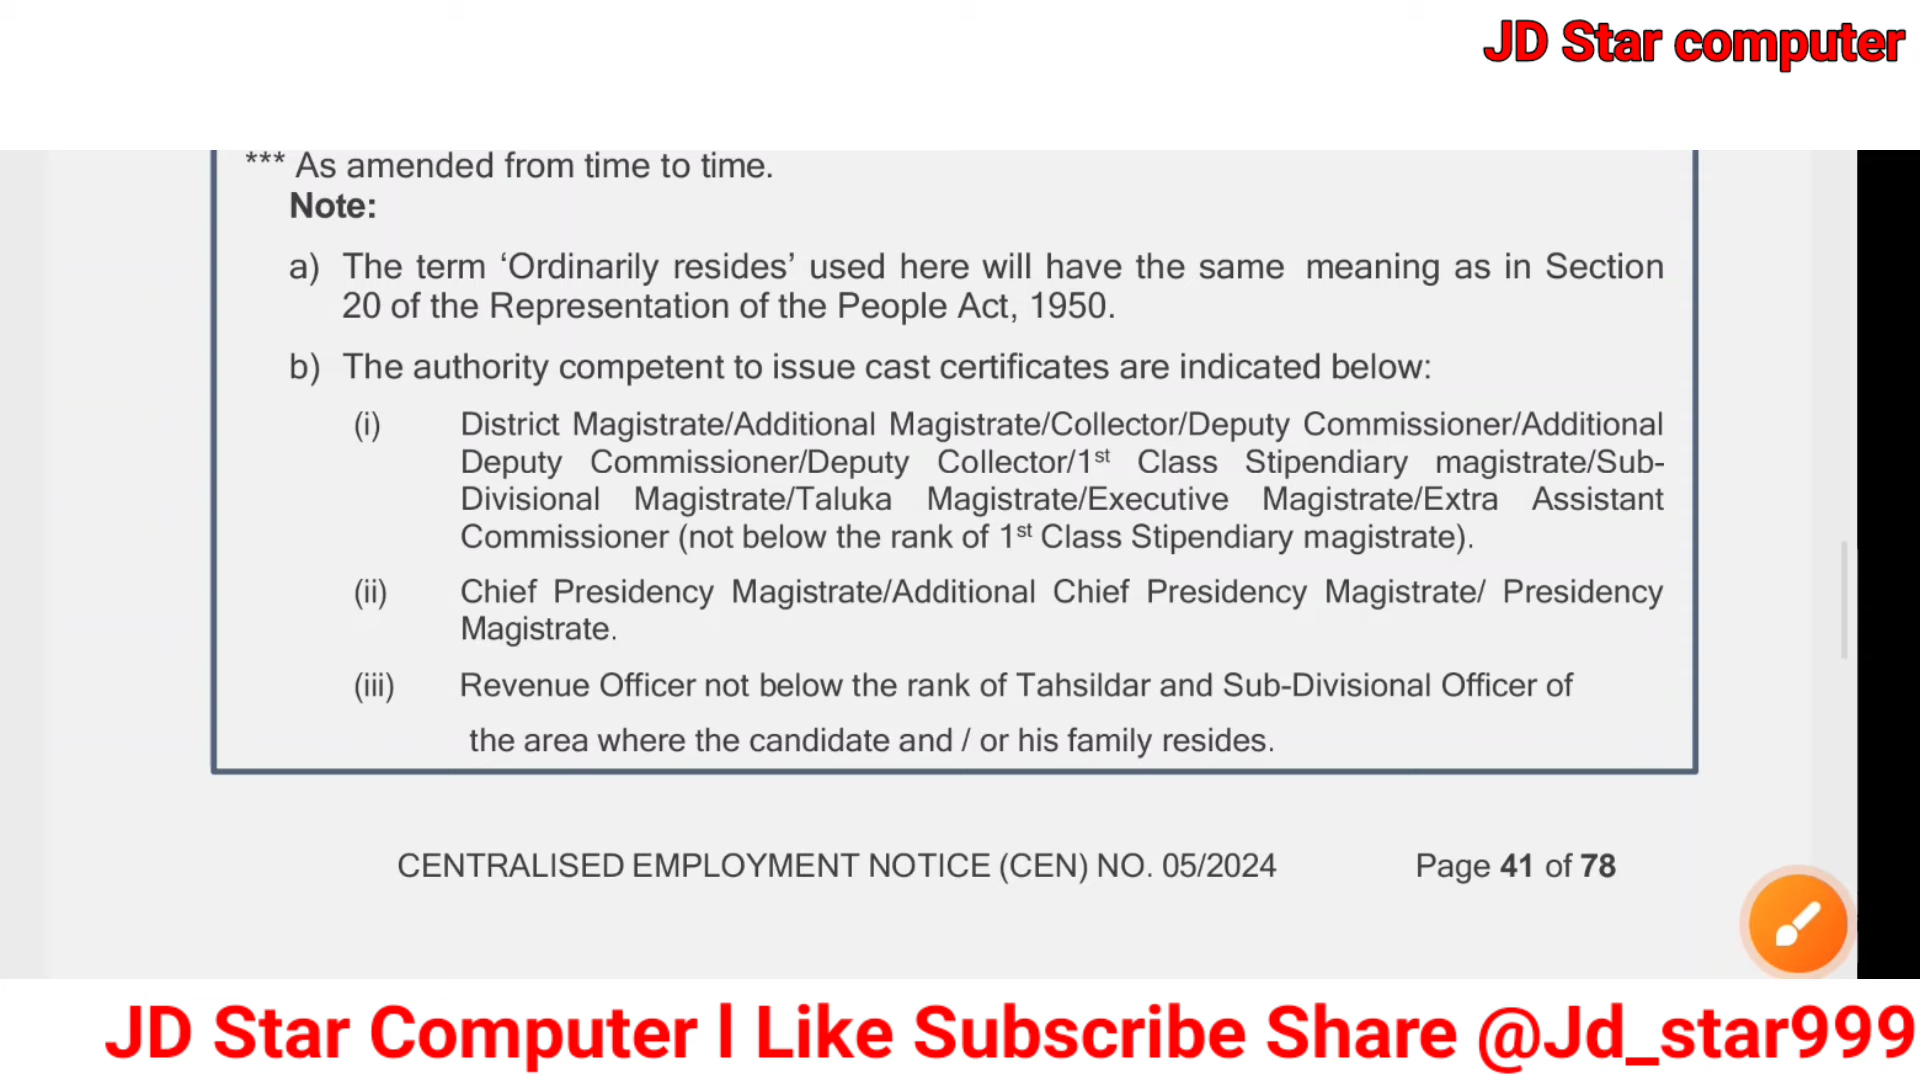 JD Star computer
*** As amended from time to time.
Note:
a) The term ‘Ordinarily resides’ used here will have the same meaning as in Section
20 of the Representation of the People Act, 1950.
b) The authority competent to issue cast certificates are indicated below:
(i) District Magistrate/Additional Magistrate/Collector/Deputy Commissioner/Additional
Deputy Commissioner/Deputy Collector/1st Class Stipendiary magistrate/Sub-
Divisional Magistrate/Taluka Magistrate/Executive Magistrate/Extra Assistant
Commissioner (not below the rank of 1st Class Stipendiary magistrate).
(ii) Chief Presidency Magistrate/Additional Chief Presidency Magistrate/ Presidency
Magistrate.
(iii) Revenue Officer not below the rank of Tahsildar and Sub-Divisional Officer of
the area where the candidate and / or his family resides.
CENTRALISED EMPLOYMENT NOTICE (CEN) NO. 05/2024 Page 41 of 78
JD Star Computer l Like Subscribe Share @Jd_star999